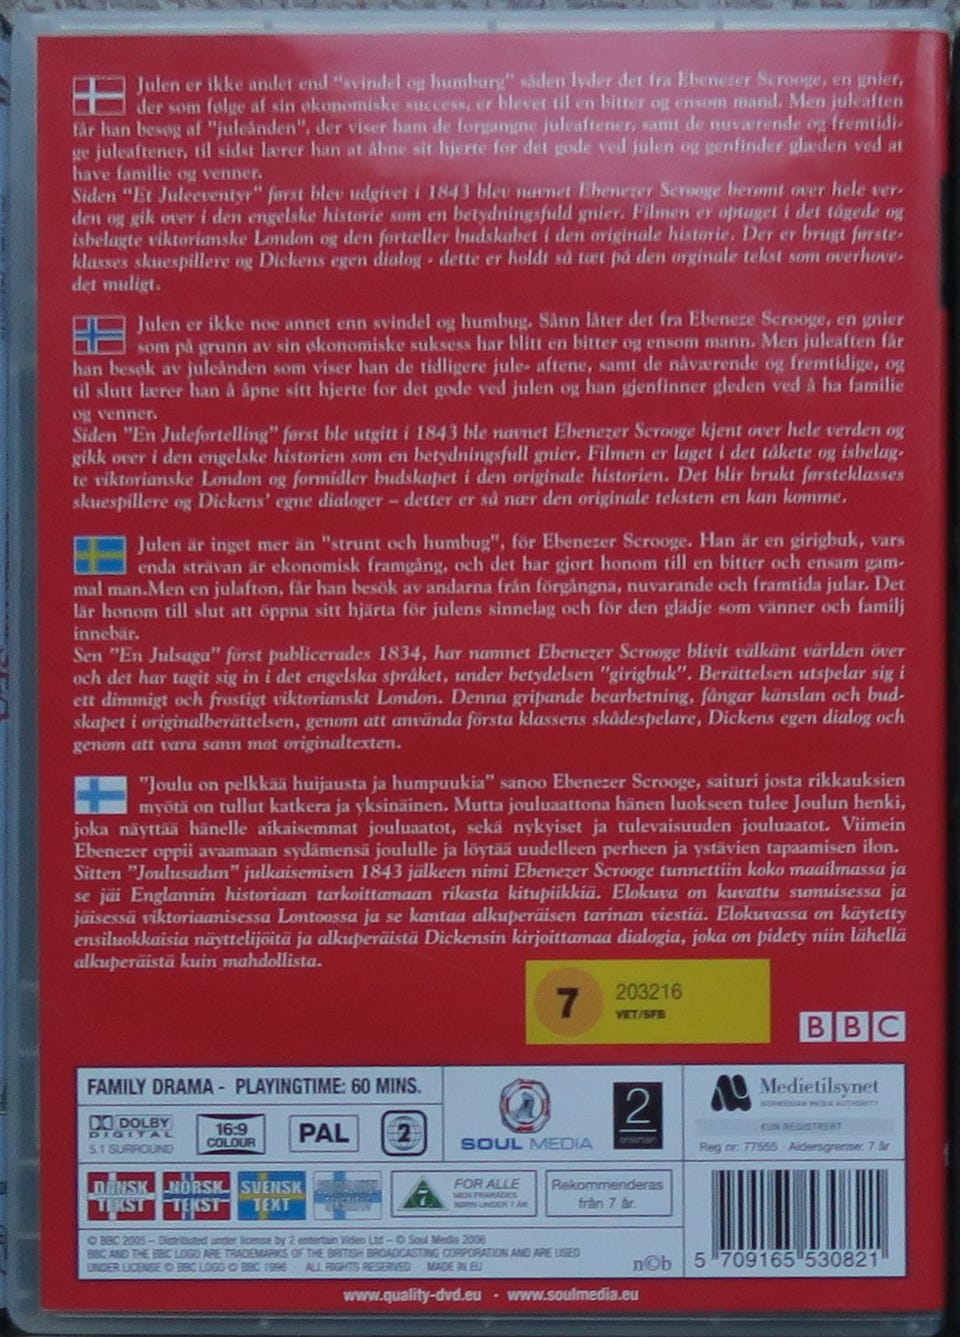 Julen er ikke andet end "svindel og humburg" såden lyder det fra Ebenezer Scrooge, en gnier,
der som følge af sin økonomiske success, er blevet til en bitter og ensom mand. Men juleaften
får han besøg af "juleånden", der viser ham de forgangne juleaftener, samt de nuværende og fremtidi-
ge juleaftener, til sidst lærer han at åbne sit hjerte for det gode ved julen og genfinder glæden ved at
have familie og venner.
Siden "Et Juleeventyr" først blev udgivet i 1843 blev navnet Ebenezer Scrooge berømt over hele ver-
den og gik over i den engelske historie som en betydningsfuld gnier. Filmen er optaget i det tågede og
isbelagte viktorianske London og den fortæller budskabet i den originale historie. Der er brugt første-
klasses skuespillere og Dickens egen dialog - dette er holdt så tæt på den orginale tekst som overhove-
det muligt.
Julen er ikke noe annet enn svindel og humbug. Sånn låter det fra Ebeneze Scrooge, en gnier
som på grunn av sin økonomiske suksess har blitt en bitter og ensom mann. Men juleaften får
han besøk av juleånden som viser han de tidligere jule- aftene, samt de nåværende og fremtidige, og
til slutt lærer han å åpne sitt hjerte for det gode ved julen og han gjenfinner gleden ved å ha familie
og venner.
Siden "En Julefortelling" først ble utgitt i 1843 ble navnet Ebenezer Scrooge kjent over hele verden og
gikk over i den engelske historien som en betydningsfull gnier. Filmen er laget i det tåkete og isbelag-
te viktorianske London og formidler budskapet i den originale historien. Det blir brukt førsteklasses
skuespillere og Dickens' egne dialoger – detter er så nær den originale teksten en kan komme.
Julen är inget mer än "strunt och humbug", för Ebenezer Scrooge. Han är en girigbuk, vars
enda strävan är ekonomisk framgång, och det har gjort honom till en bitter och ensam gam-
mal man.Men en julafton, får han besök av andarna från förgångna, nuvarande och framtida jular. Det
lär honom till slut att öppna sitt hjärta för julens sinnelag och för den glädje som vänner och familj
innebär.
Sen "En Julsaga" först publicerades 1834, har namnet Ebenezer Scrooge blivit välkänt världen över
och det har tagit sig in i det engelska språket, under betydelsen "girigbuk". Berättelsen utspelar sig i
ett dimmigt och frostigt viktorianskt London. Denna gripande bearbetning, fångar känslan och bud-
skapet i originalberättelsen, genom att använda första klassens skådespelare, Dickens egen dialog och
genom att vara sann mot originaltexten.
"Joulu on pelkkää huijausta ja humpuukia" sanoo Ebenezer Scrooge, saituri josta rikkauksien
myötä on tullut katkera ja yksinäinen. Mutta jouluaattona hänen luokseen tulee Joulun henki,
joka näyttää hänelle aikaisemmat jouluaatot, sekä nykyiset ja tulevaisuuden jouluaatot. Viimein
Ebenezer oppii avaamaan sydämensä joululle ja löytää uudelleen perheen ja ystävien tapaamisen ilon.
Sitten "Joulusadun" julkaisemisen 1843 jälkeen nimi Ebenezer Scrooge tunnettiin koko maailmassa ja
se jäi Englannin historiaan tarkoittamaan rikasta kitupiikkiä. Elokuva on kuvattu sumuisessa ja
jäisessä viktoriaanisessa Lontoossa ja se kantaa alkuperäisen tarinan viestiä. Elokuvassa on käytetty
ensiluokkaisia näyttelijöitä ja alkuperäistä Dickensin kirjoittamaa dialogia, joka on pidety niin lähellä
alkuperäistä kuin mahdollista.
7 203216
VET/SFB
BBC
FAMILY DRAMA - PLAYINGTIME: 60 MINS.
DOLBY
DIGITAL
5.1 SURROUND
16:9
COLOUR
PAL
2
SOUL MEDIA
2
entertain
Medietilsynet
NORWEGIAN MEDIA AUTHORITY
KUN REGISTRERT
Reg nr: 77555 Aldersgrense: 7 år
DANSK
TEKST
NORSK
TEKST
SVENSK
TEXT
7
FOR ALLE
MEN FRARÅDES
BØRN UNDER 7 ÅR
Rekommenderas
från 7 år.
© BBC 2005 – Distributed under license by 2 entertain Video Ltd – © Soul Media 2006
BBC AND THE BBC LOGO ARE TRADEMARKS OF THE BRITISH BROADCASTING CORPORATION AND ARE USED
UNDER LICENSE © BBC LOGO © BBC 1996 · ALL RIGHTS RESERVED · MADE IN EU
n©b
5 709165 530821
www.quality-dvd.eu - www.soulmedia.eu